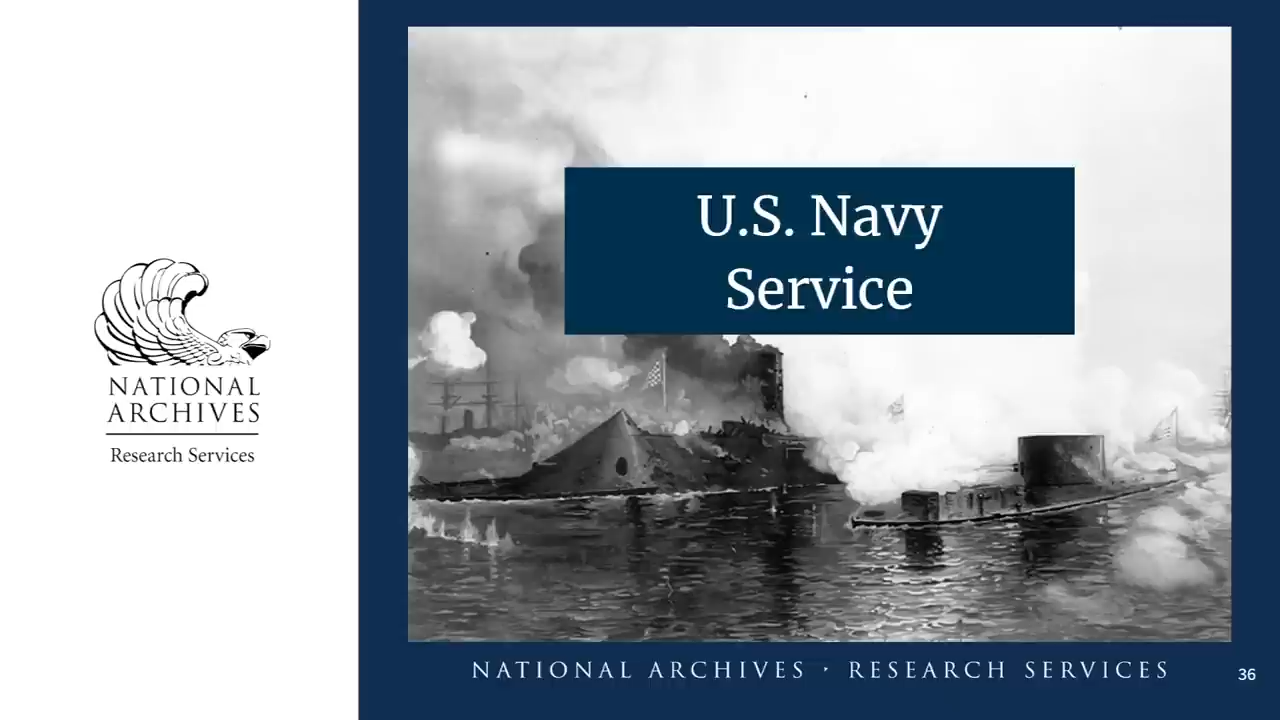 NATIONAL
ARCHIVES
Research Services
U.S. Navy
Service
NATIONAL ARCHIVES · RESEARCH SERVICES
36